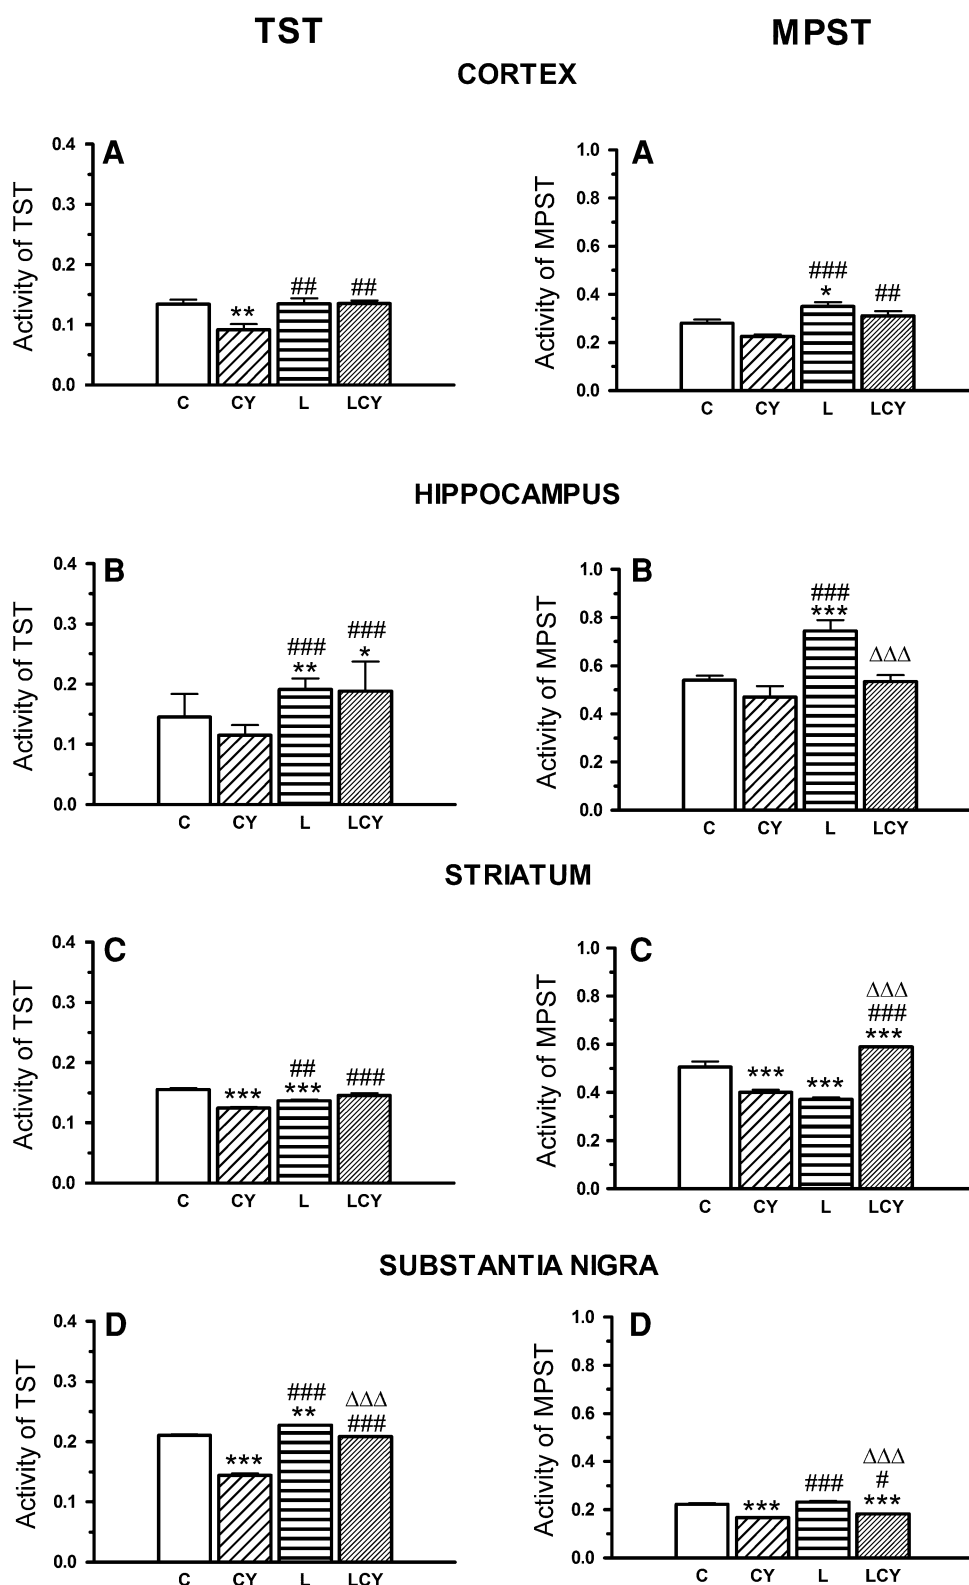 TST MPST
CORTEX
A
Activity of TST
0.4
0.3
0.2
0.1
0.0
**
##
##
C CY L LCY
A
Activity of MPST
1.0
0.8
0.6
0.4
0.2
0.0
###
*
##
C CY L LCY
HIPPOCAMPUS
B
Activity of TST
0.4
0.3
0.2
0.1
0.0
###
**
###
*
C CY L LCY
B
Activity of MPST
1.0
0.8
0.6
0.4
0.2
0.0
###
***
ΔΔΔ
C CY L LCY
STRIATUM
C
Activity of TST
0.4
0.3
0.2
0.1
0.0
***
##
***
###
C CY L LCY
C
Activity of MPST
1.0
0.8
0.6
0.4
0.2
0.0
***
***
ΔΔΔ
###
***
C CY L LCY
SUBSTANTIA NIGRA
D
Activity of TST
0.4
0.3
0.2
0.1
0.0
***
###
**
ΔΔΔ
###
C CY L LCY
D
Activity of MPST
1.0
0.8
0.6
0.4
0.2
0.0
***
###
ΔΔΔ
#
***
C CY L LCY